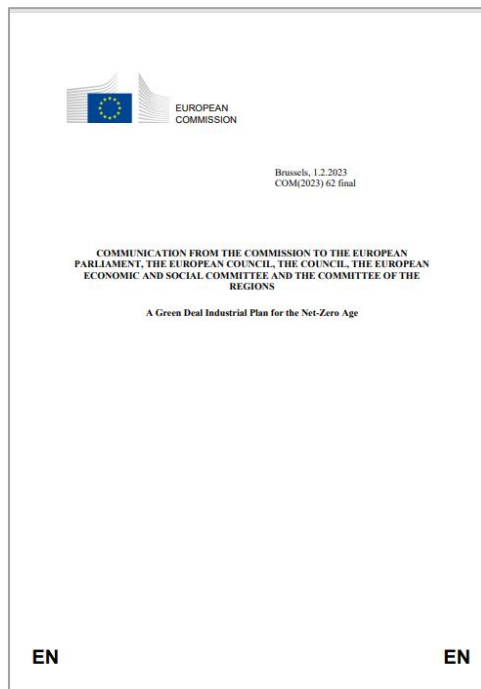 EUROPEAN
COMMISSION
Brussels, 1.2.2023
COM(2023) 62 final
COMMUNICATION FROM THE COMMISSION TO THE EUROPEAN
PARLIAMENT, THE EUROPEAN COUNCIL, THE COUNCIL, THE EUROPEAN
ECONOMIC AND SOCIAL COMMITTEE AND THE COMMITTEE OF THE
REGIONS
A Green Deal Industrial Plan for the Net-Zero Age
EN EN